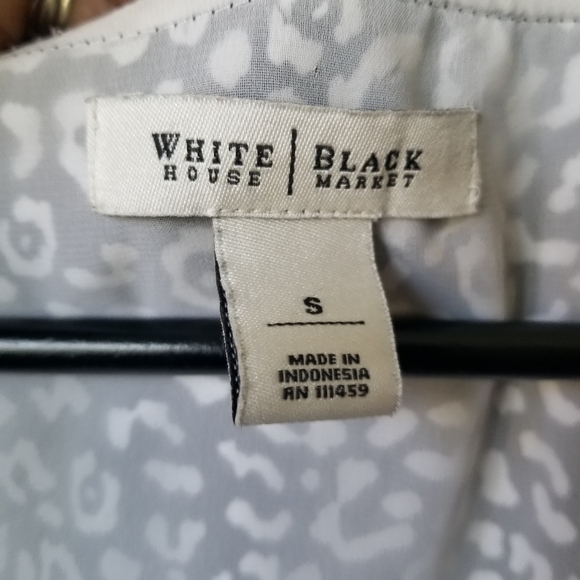 WHITE | BLACK
HOUSE | MARKET
S
MADE IN
INDONESIA
RN 111459